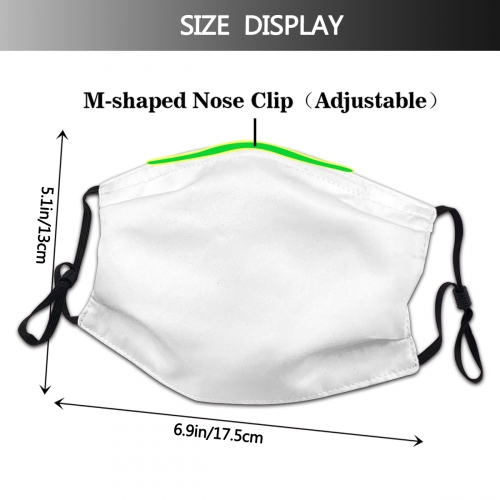 SIZE DISPLAY
M-shaped Nose Clip（Adjustable）
5.1in/13cm
6.9in/17.5cm